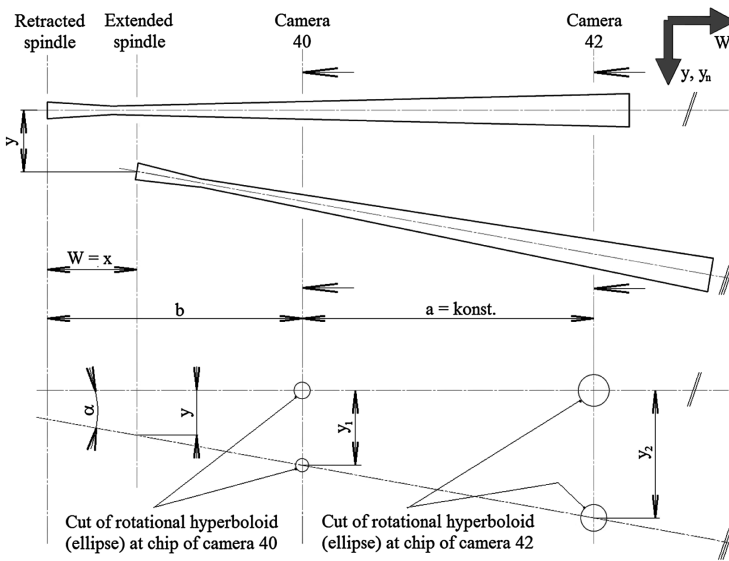 Retracted
spindle
Extended
spindle
Camera
40
Camera
42
W
y, yn
y
W = x
b
a = konst.
α
y
y1
y2
Cut of rotational hyperboloid
(ellipse) at chip of camera 40
Cut of rotational hyperboloid
(ellipse) at chip of camera 42